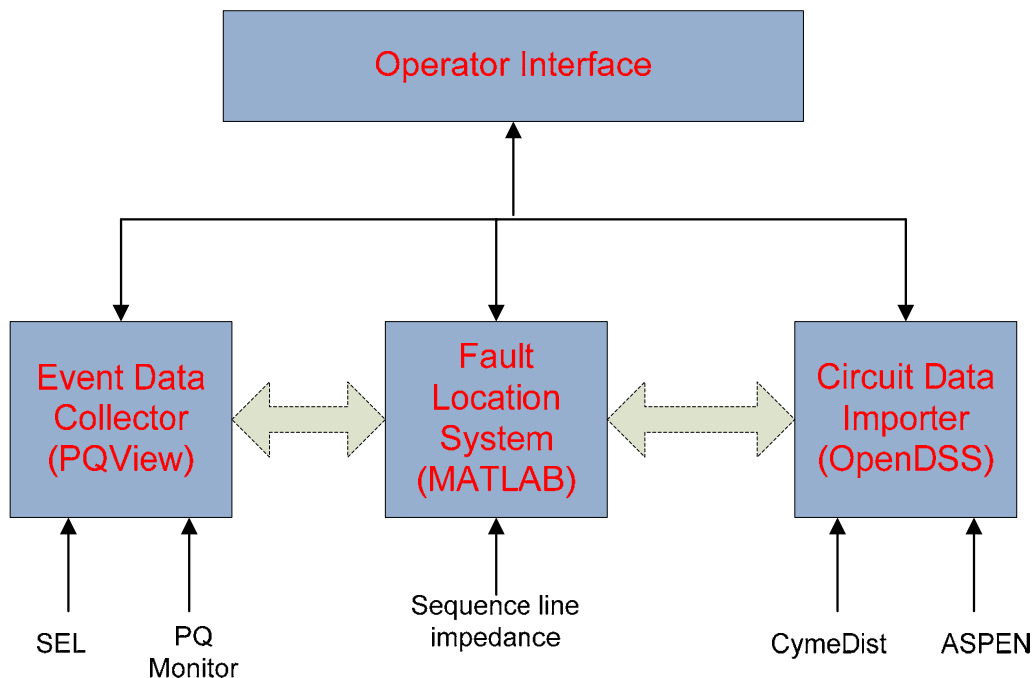 Operator Interface
Event Data
Collector
(PQView)
Fault
Location
System
(MATLAB)
Circuit Data
Importer
(OpenDSS)
SEL
PQ
Monitor
Sequence line
impedance
CymeDist
ASPEN